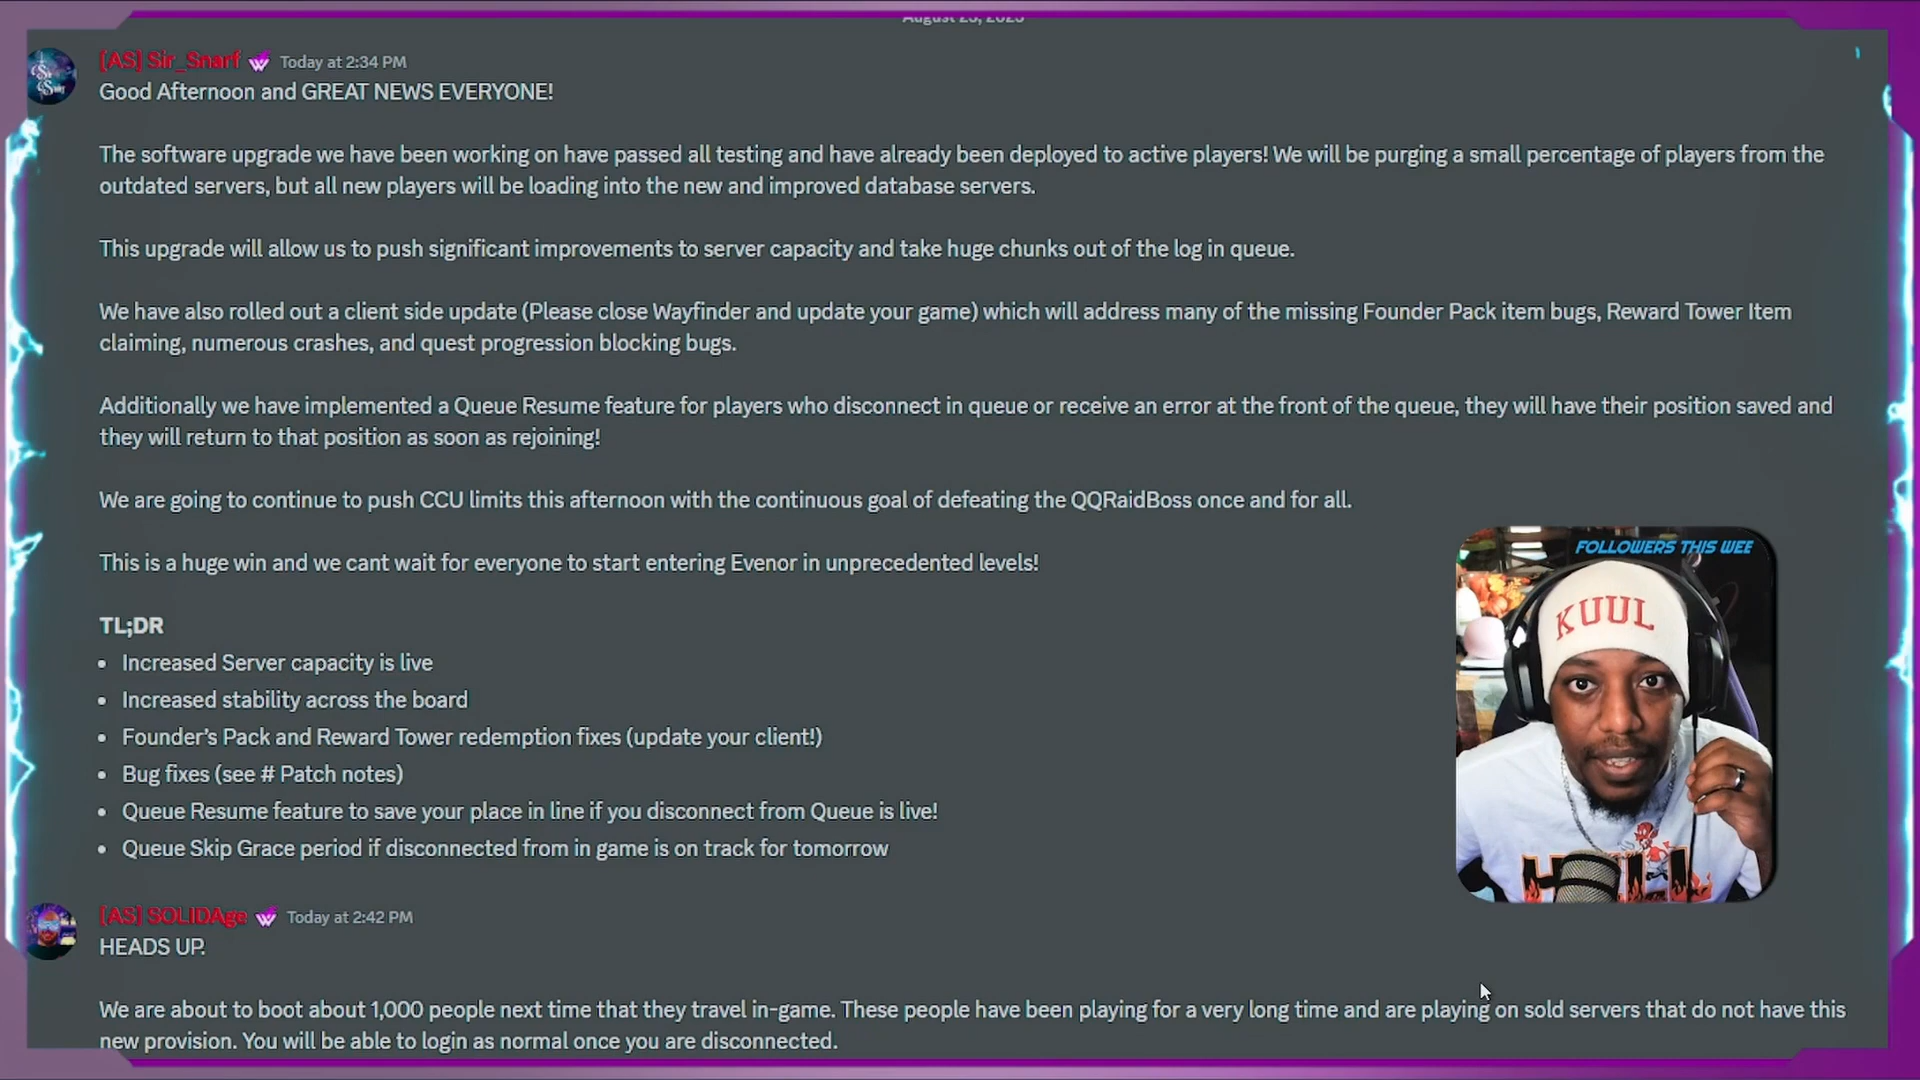 August 23, 2023
[AS] Sir_Snarf Today at 2:34 PM
Good Afternoon and GREAT NEWS EVERYONE!
The software upgrade we have been working on have passed all testing and have already been deployed to active players! We will be purging a small percentage of players from the
outdated servers, but all new players will be loading into the new and improved database servers.
This upgrade will allow us to push significant improvements to server capacity and take huge chunks out of the log in queue.
We have also rolled out a client side update (Please close Wayfinder and update your game) which will address many of the missing Founder Pack item bugs, Reward Tower Item
claiming, numerous crashes, and quest progression blocking bugs.
Additionally we have implemented a Queue Resume feature for players who disconnect in queue or receive an error at the front of the queue, they will have their position saved and
they will return to that position as soon as rejoining!
We are going to continue to push CCU limits this afternoon with the continuous goal of defeating the QQRaidBoss once and for all.
This is a huge win and we cant wait for everyone to start entering Evenor in unprecedented levels!
TL;DR
• Increased Server capacity is live
• Increased stability across the board
• Founder's Pack and Reward Tower redemption fixes (update your client!)
• Bug fixes (see # Patch notes)
• Queue Resume feature to save your place in line if you disconnect from Queue is live!
• Queue Skip Grace period if disconnected from in game is on track for tomorrow
FOLLOWERS THIS WEE
KUUL
[AS] SOLIDAge Today at 2:42 PM
HEADS UP.
We are about to boot about 1,000 people next time that they travel in-game. These people have been playing for a very long time and are playing on sold servers that do not have this
new provision. You will be able to login as normal once you are disconnected.